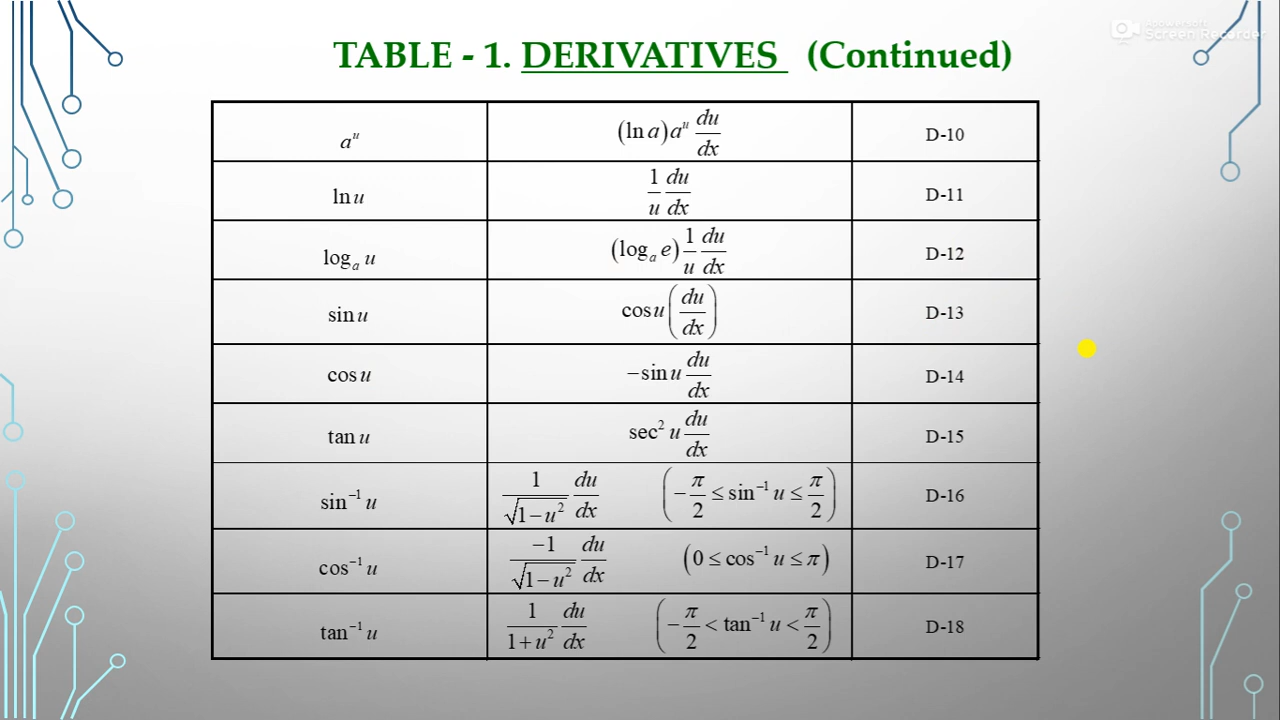 TABLE - 1. DERIVATIVES (Continued)
Screen Recorder
a^u (ln a) a^u du/dx D-10
ln u 1/u du/dx D-11
log_a u (log_a e) 1/u du/dx D-12
sin u cos u (du/dx) D-13
cos u −sin u du/dx D-14
tan u sec² u du/dx D-15
sin⁻¹ u 1/√(1−u²) du/dx (−π/2 ≤ sin⁻¹ u ≤ π/2) D-16
cos⁻¹ u −1/√(1−u²) du/dx (0 ≤ cos⁻¹ u ≤ π) D-17
tan⁻¹ u 1/(1+u²) du/dx (−π/2 < tan⁻¹ u < π/2) D-18